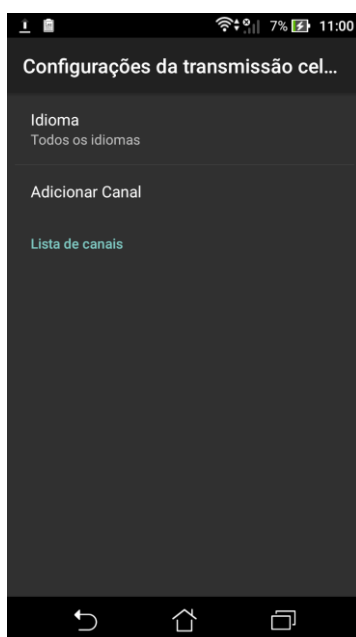 7% 11:00
Configurações da transmissão cel...
Idioma
Todos os idiomas
Adicionar Canal
Lista de canais